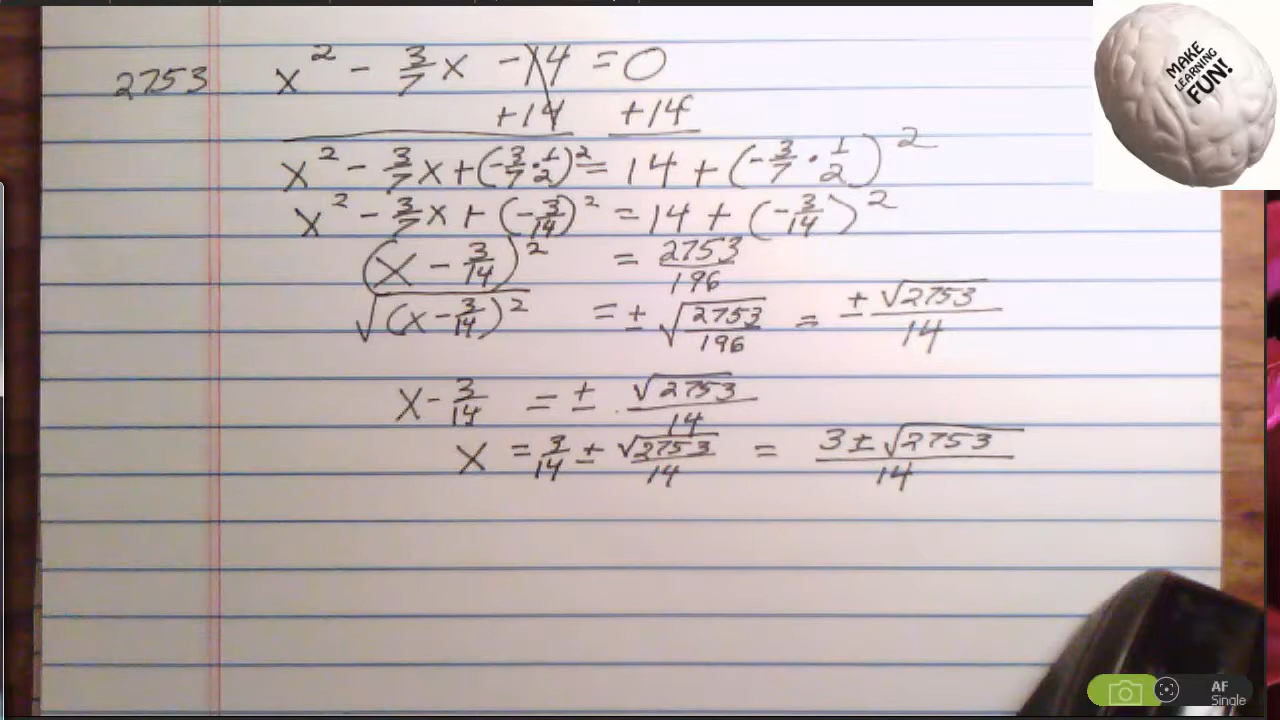 2753 x² - 3/7 x - 14 = 0
+14 +14
x² - 3/7 x + (-3/7 · 1/2)² = 14 + (-3/7 · 1/2)²
x² - 3/7 x + (-3/14)² = 14 + (-3/14)²
(x - 3/14)² = 2753/196
√(x - 3/14)² = ± √2753/196 = ± √2753/14
x - 3/14 = ± √2753/14
x = 3/14 ± √2753/14 = 3 ± √2753/14
MAKE
LEARNING
FUN!
AF
Single